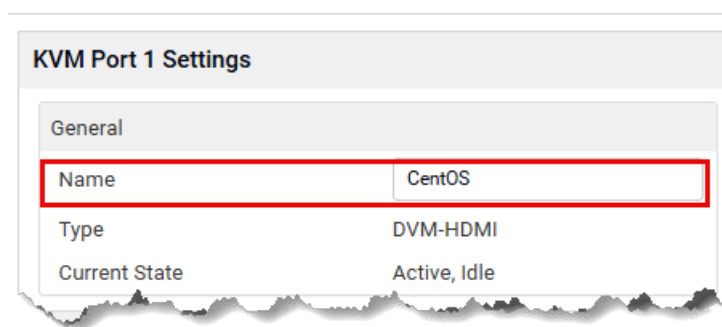 KVM Port 1 Settings
General
Name CentOS
Type DVM-HDMI
Current State Active, Idle